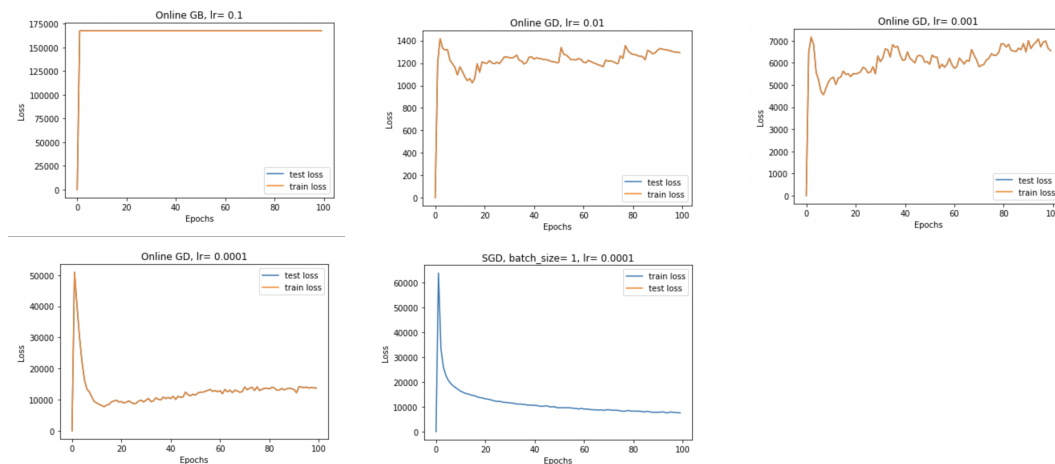 Online GB, lr= 0.1
175000
150000
125000
100000
75000
50000
25000
0
Loss
0 20 40 60 80 100
Epochs
test loss
train loss
Online GD, lr= 0.01
1400
1200
1000
800
600
400
200
0
Loss
0 20 40 60 80 100
Epochs
test loss
train loss
Online GD, lr= 0.001
7000
6000
5000
4000
3000
2000
1000
0
Loss
0 20 40 60 80 100
Epochs
test loss
train loss
Online GD, lr= 0.0001
50000
40000
30000
20000
10000
0
Loss
0 20 40 60 80 100
Epochs
test loss
train loss
SGD, batch_size= 1, lr= 0.0001
60000
50000
40000
30000
20000
10000
0
Loss
0 20 40 60 80 100
Epochs
train loss
test loss